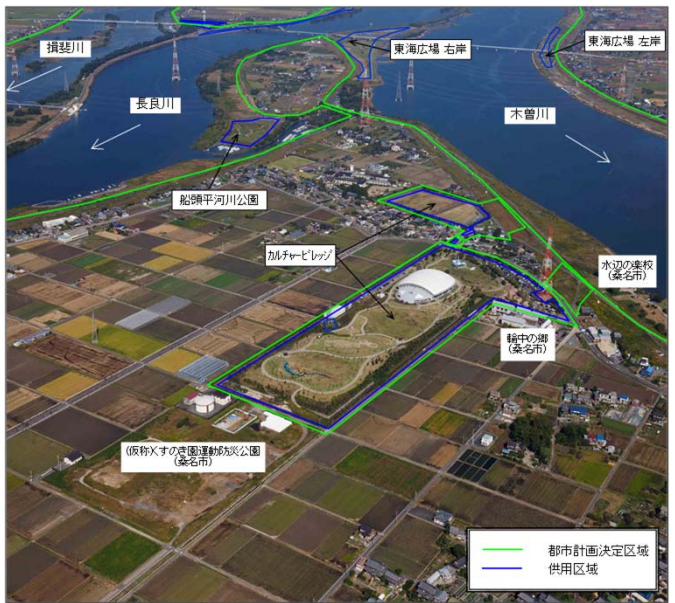 東海広場 右岸
東海広場 左岸
揖斐川
長良川
木曽川
船頭平河川公園
カルチャービレッジ
水辺の楽校
(桑名市)
輪中の郷
(桑名市)
(仮称)くすのき園運動防災公園
(桑名市)
都市計画決定区域
供用区域